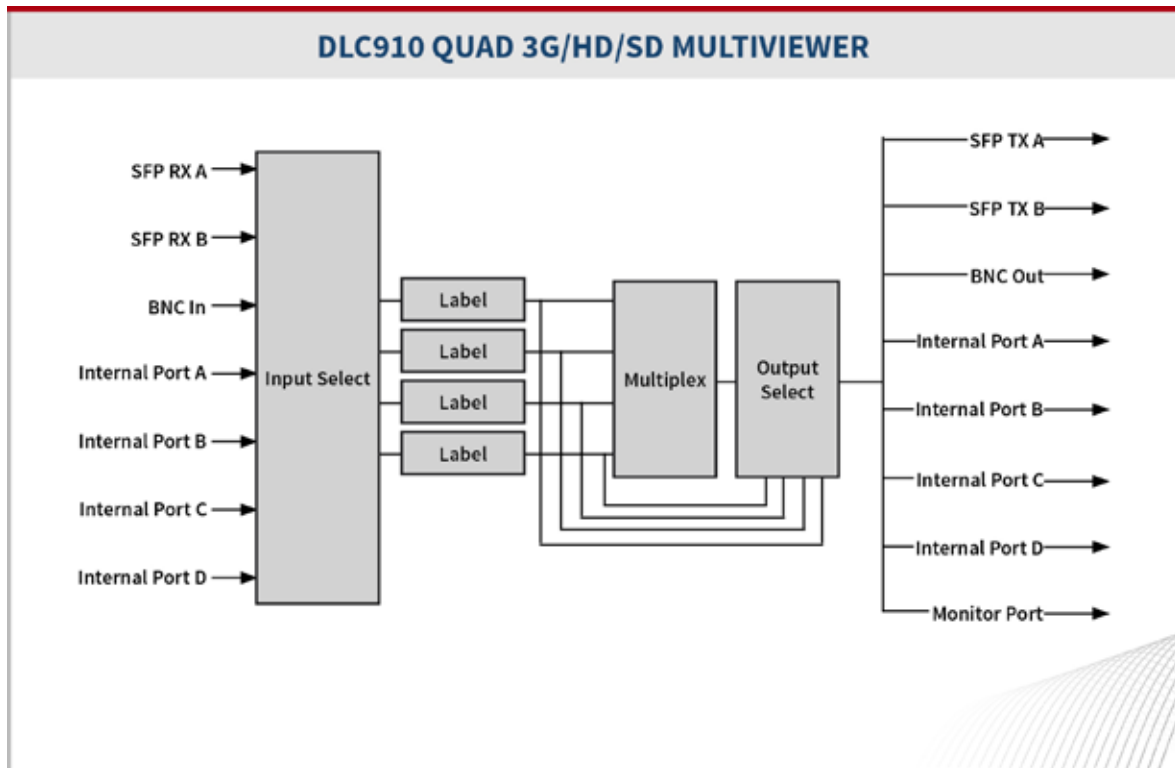 DLC910 QUAD 3G/HD/SD MULTIVIEWER
SFP RX A
SFP RX B
BNC In
Internal Port A
Internal Port B
Internal Port C
Internal Port D
Input Select
Label
Label
Label
Label
Multiplex
Output
Select
SFP TX A
SFP TX B
BNC Out
Internal Port A
Internal Port B
Internal Port C
Internal Port D
Monitor Port